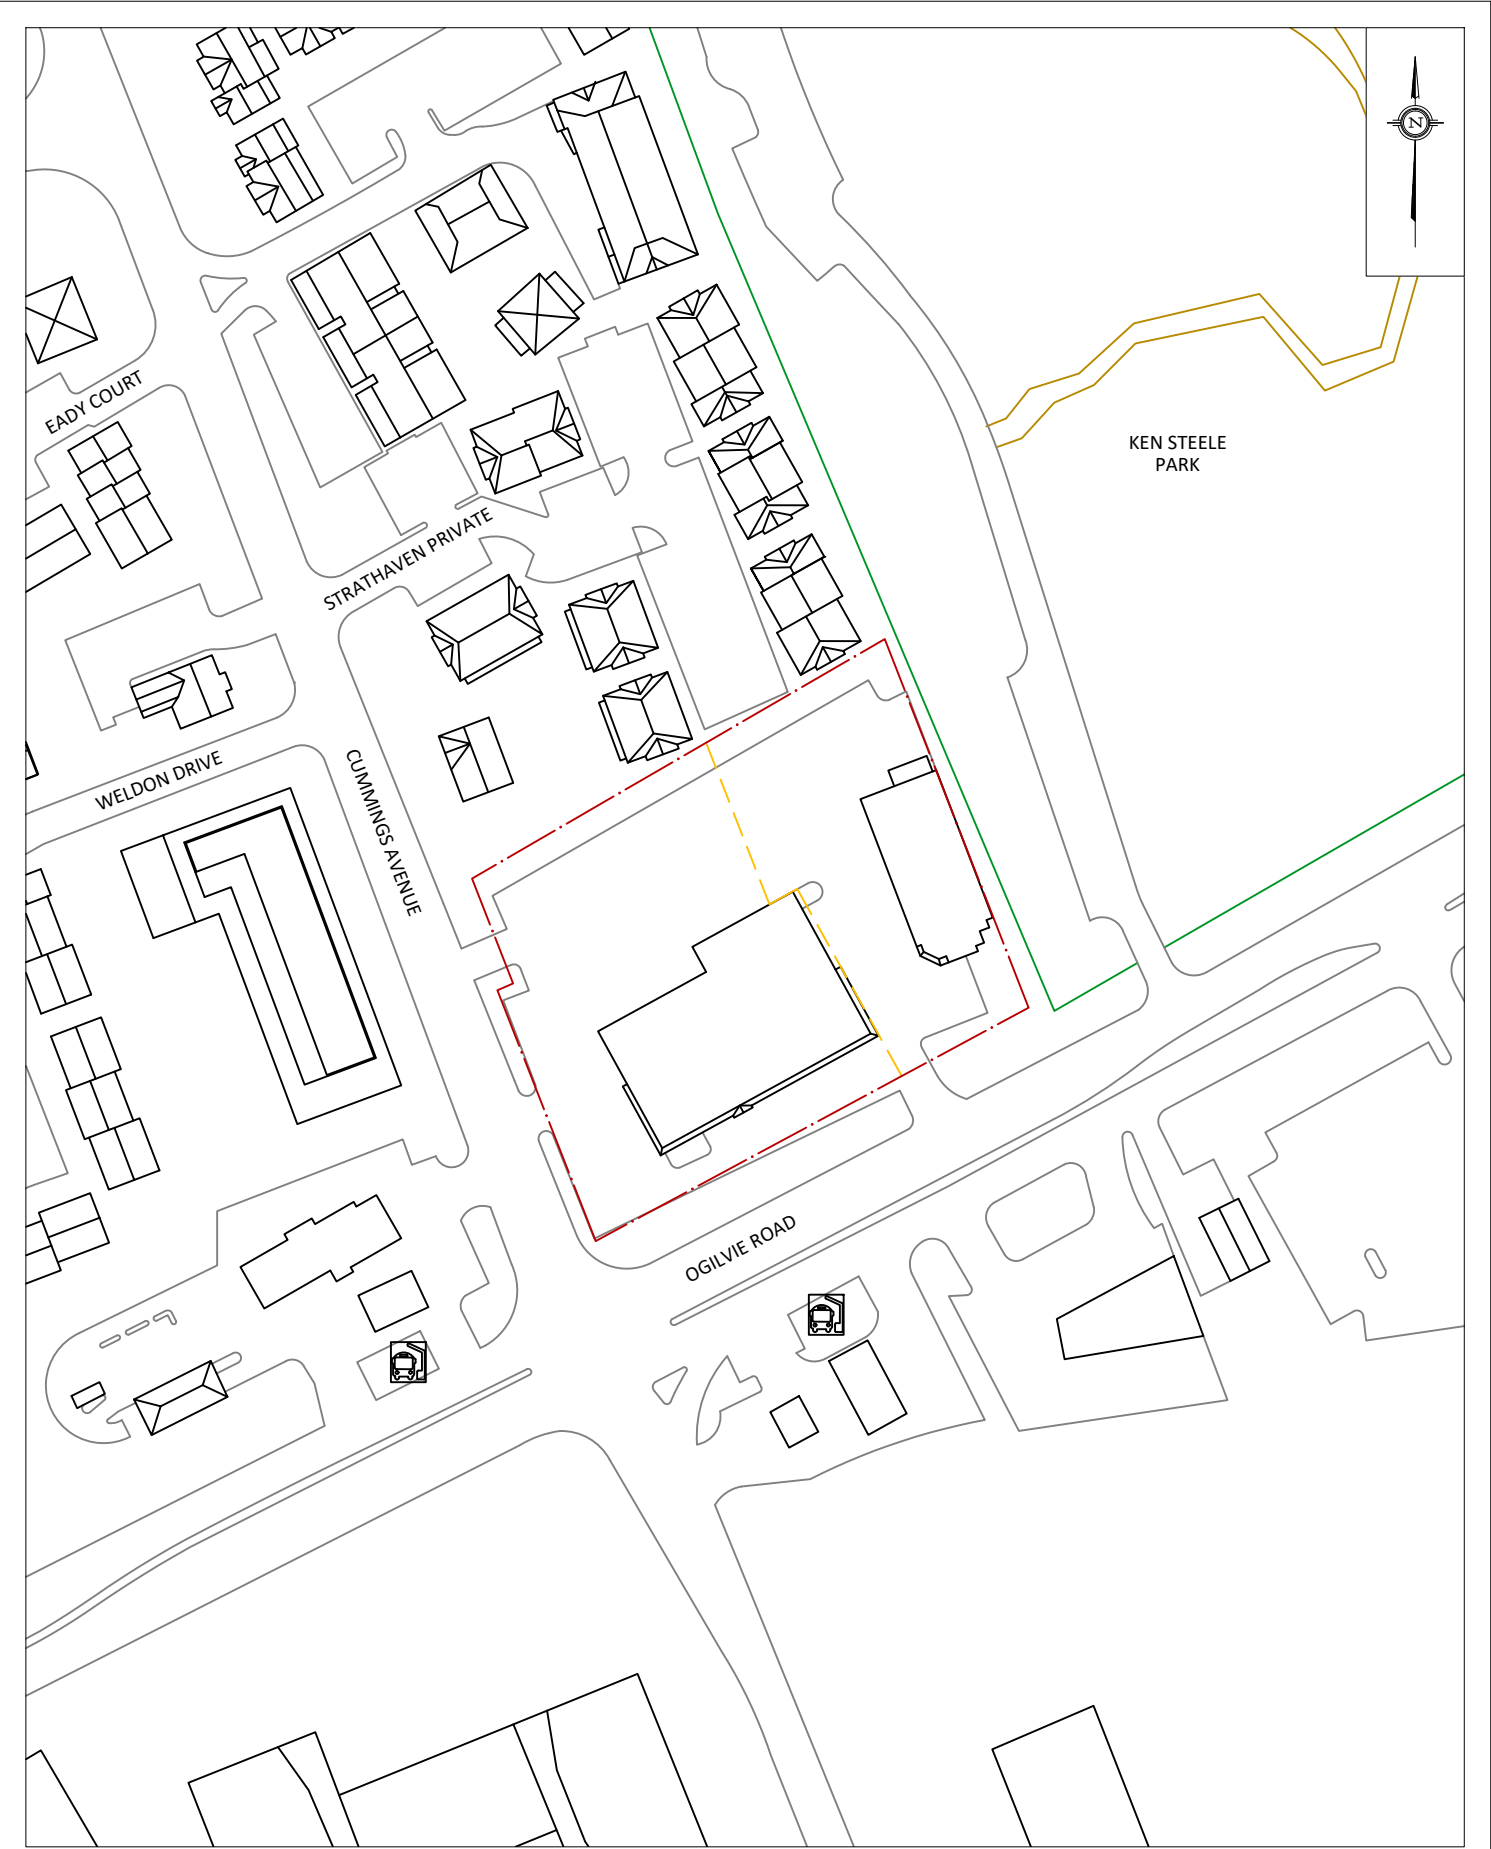 N
EADY COURT
KEN STEELE
PARK
STRATHAVEN PRIVATE
WELDON DRIVE
CUMMINGS AVENUE
OGILVIE ROAD